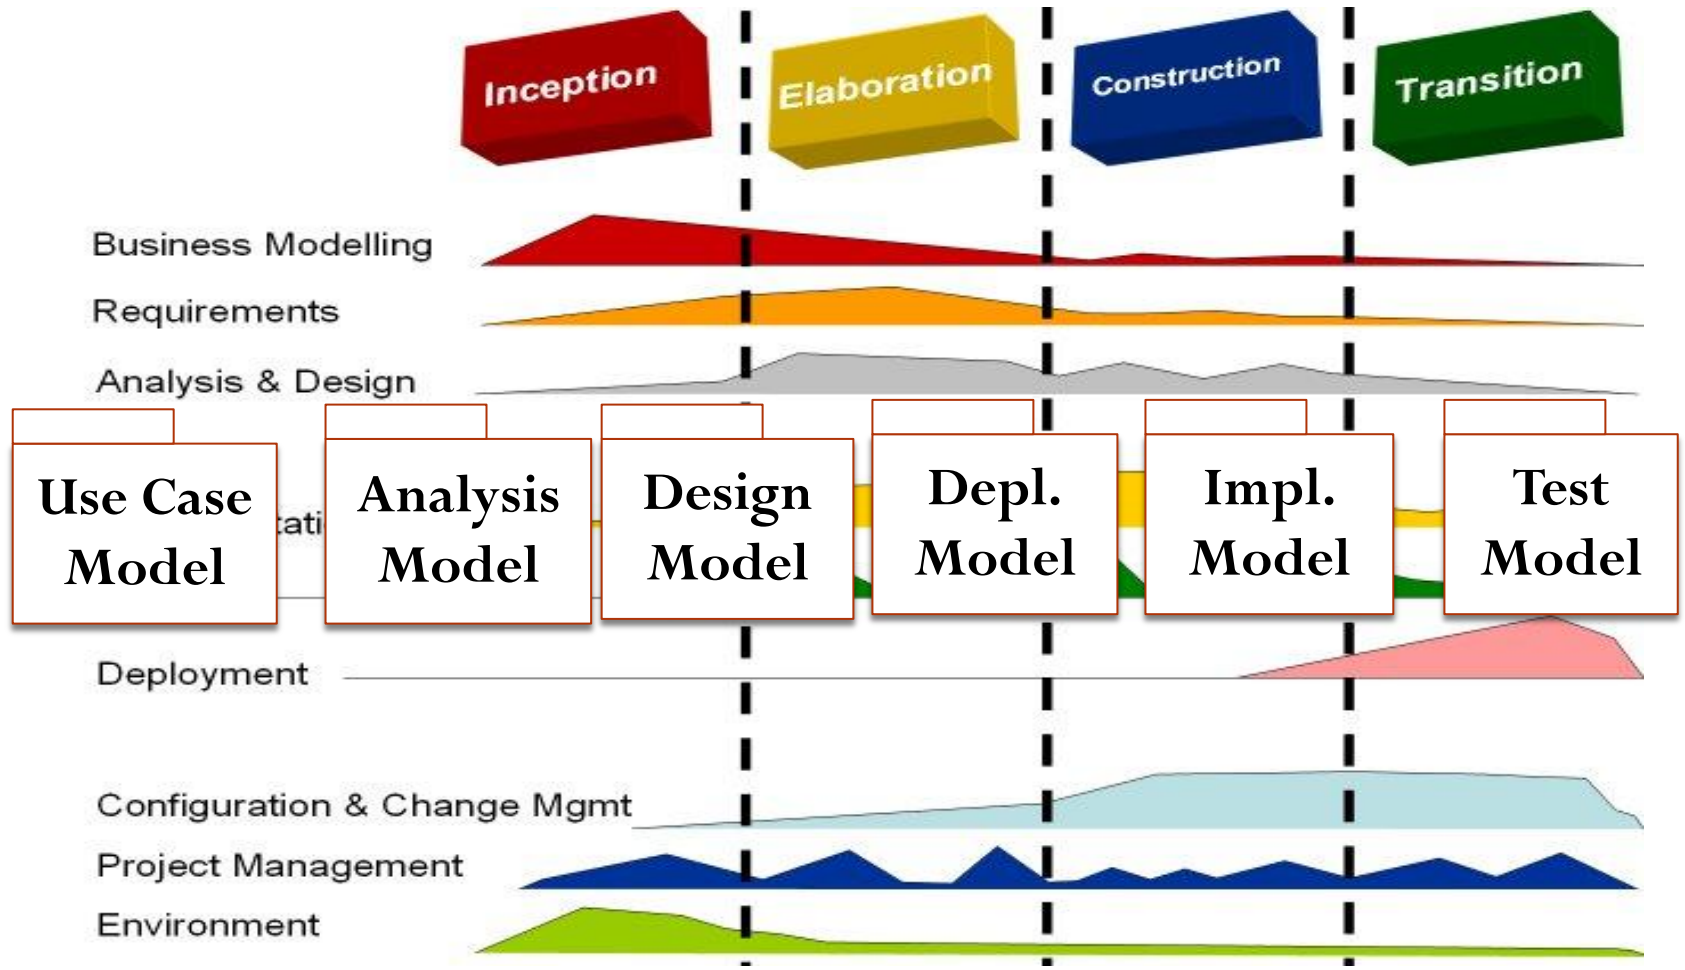 Inception
Elaboration
Construction
Transition
Business Modelling
Requirements
Analysis & Design
Use Case
Model
Analysis
Model
Design
Model
Depl.
Model
Impl.
Model
Test
Model
Deployment
Configuration & Change Mgmt
Project Management
Environment